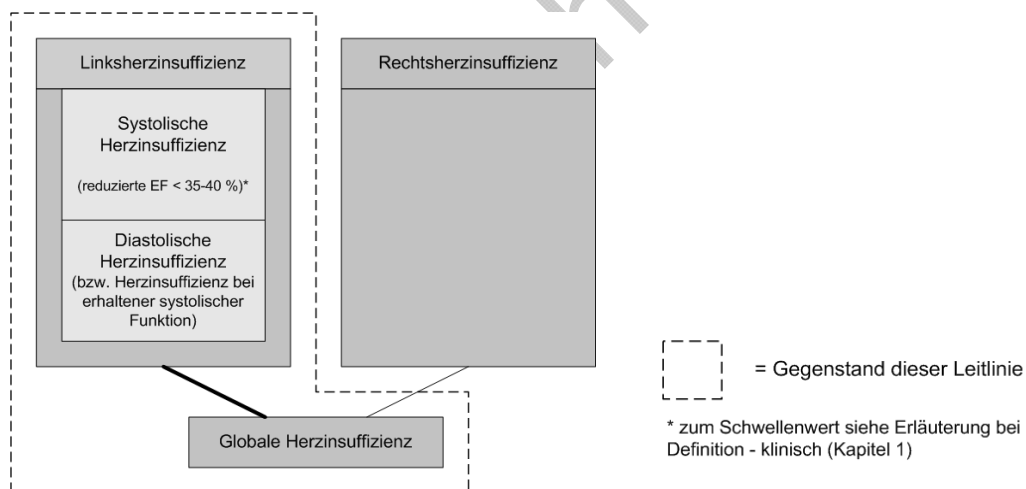 Linksherzinsuffizienz
Systolische
Herzinsuffizienz
(reduzierte EF < 35-40 %)*
Diastolische
Herzinsuffizienz
(bzw. Herzinsuffizienz bei
erhaltener systolischer
Funktion)
Rechtsherzinsuffizienz
Globale Herzinsuffizienz
= Gegenstand dieser Leitlinie
* zum Schwellenwert siehe Erläuterung bei
Definition - klinisch (Kapitel 1)